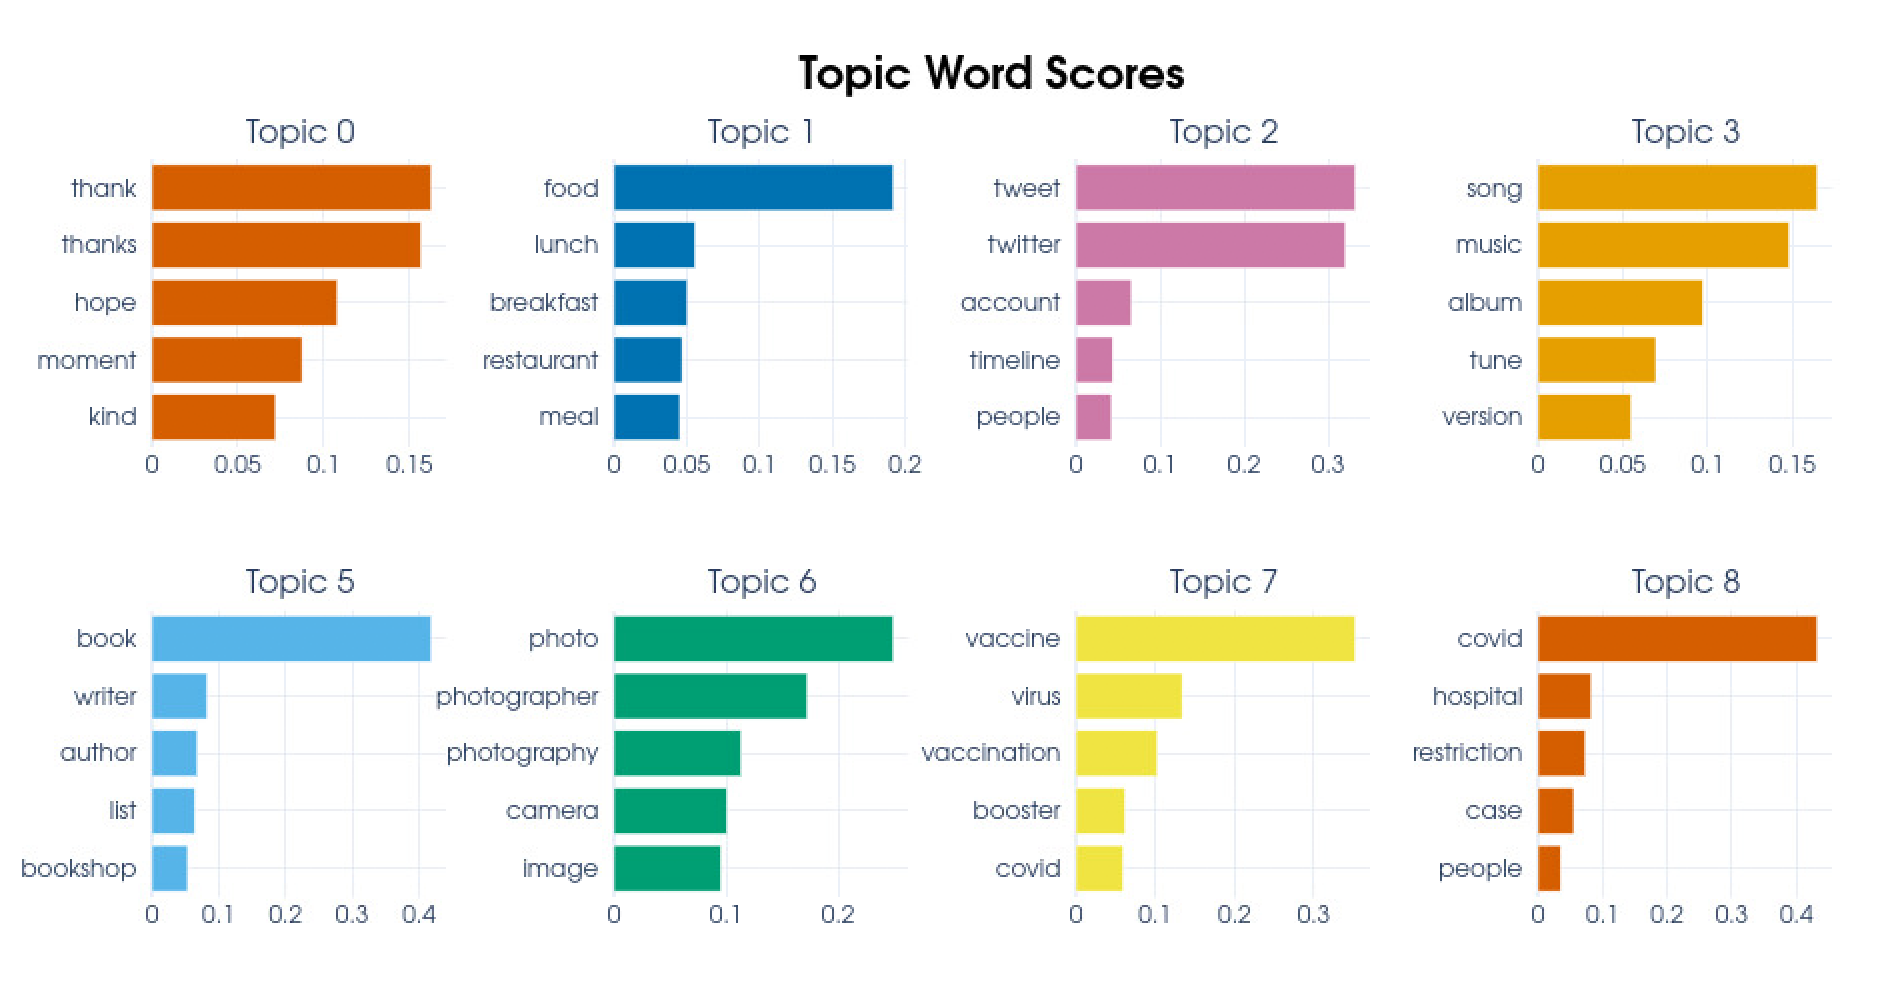 Topic Word Scores
Topic 0
thank
thanks
hope
moment
kind
0 0.05 0.1 0.15
Topic 1
food
lunch
breakfast
restaurant
meal
0 0.05 0.1 0.15 0.2
Topic 2
tweet
twitter
account
timeline
people
0 0.1 0.2 0.3
Topic 3
song
music
album
tune
version
0 0.05 0.1 0.15
Topic 5
book
writer
author
list
bookshop
0 0.1 0.2 0.3 0.4
Topic 6
photo
photographer
photography
camera
image
0 0.1 0.2
Topic 7
vaccine
virus
vaccination
booster
covid
0 0.1 0.2 0.3
Topic 8
covid
hospital
restriction
case
people
0 0.1 0.2 0.3 0.4